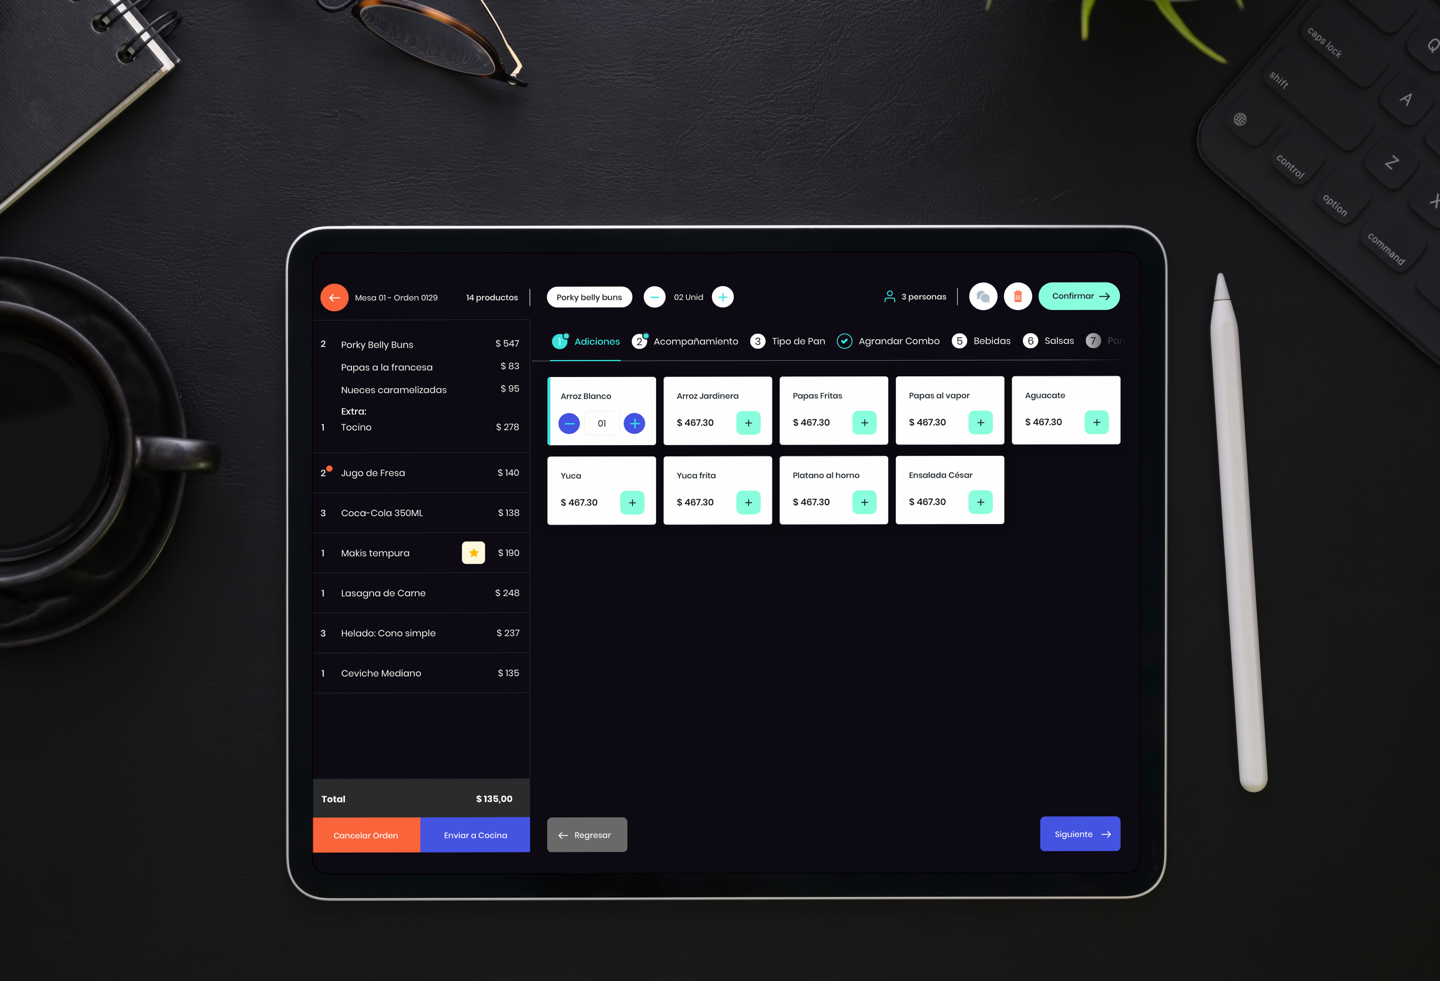 caps lock
Q
shift
A
Z
X
control
option
command
Mesa 01 - Orden 0129
14 productos
Porky belly buns
02 Unid
3 personas
Confirmar
1 Adiciones
2 Acompañamiento
3 Tipo de Pan
Agrandar Combo
5 Bebidas
6 Salsas
7
2 Porky Belly Buns $ 547
Papas a la francesa $ 83
Nueces caramelizadas $ 95
Extra:
1 Tocino $ 278
2 Jugo de Fresa $ 140
3 Coca-Cola 350ML $ 138
1 Makis tempura $ 190
1 Lasagna de Carne $ 248
3 Helado: Cono simple $ 237
1 Ceviche Mediano $ 135
Total $ 135,00
Cancelar Orden
Enviar a Cocina
Arroz Blanco
01
Arroz Jardinera
$ 467.30
Papas Fritas
$ 467.30
Papas al vapor
$ 467.30
Aguacate
$ 467.30
Yuca
$ 467.30
Yuca frita
$ 467.30
Platano al horno
$ 467.30
Ensalada César
$ 467.30
Regresar
Siguiente